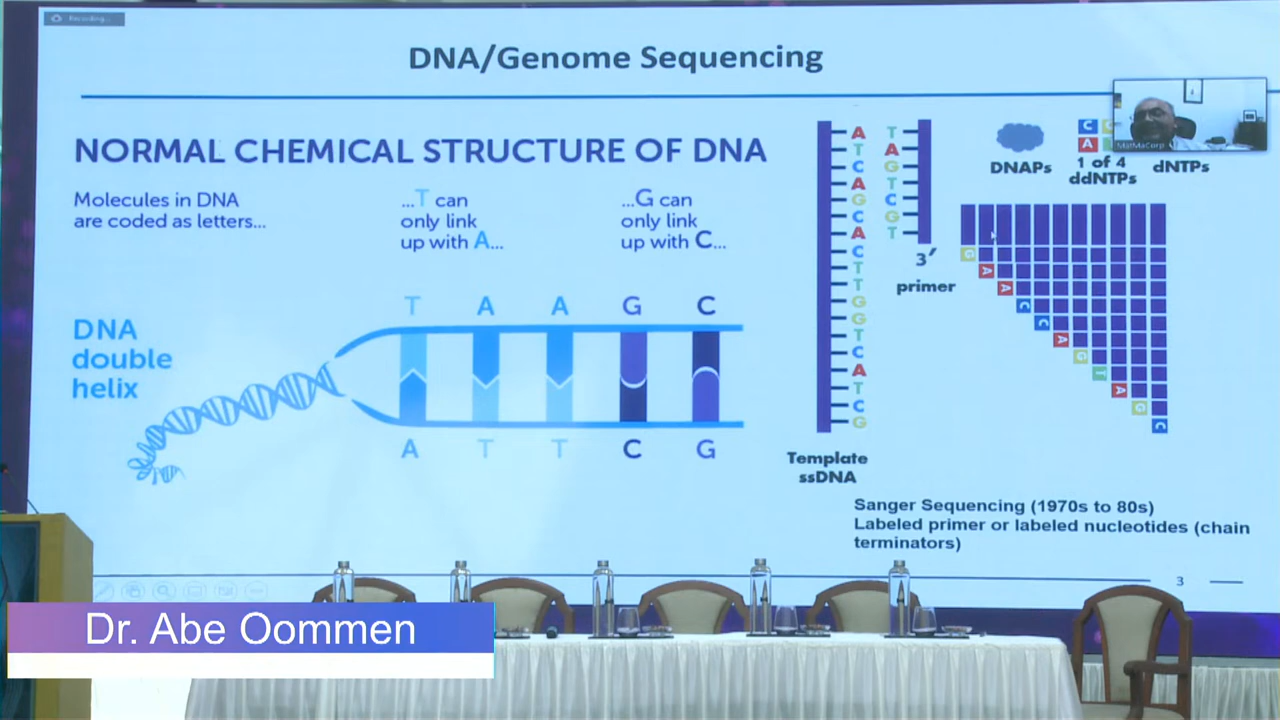 Recording...
DNA/Genome Sequencing
NORMAL CHEMICAL STRUCTURE OF DNA
Molecules in DNA
are coded as letters...
...T can
only link
up with A...
...G can
only link
up with C...
DNA
double
helix
T A A G C
A T T C G
A
T
C
A
G
C
A
C
T
T
G
G
T
C
A
T
C
G
Template
ssDNA
T
A
G
T
C
G
T
3′
primer
DNAPs
C
A
1 of 4
ddNTPs
dNTPs
MatMaCorp
G
A
A
C
C
A
G
T
A
G
C
Sanger Sequencing (1970s to 80s)
Labeled primer or labeled nucleotides (chain
terminators)
3
Dr. Abe Oommen